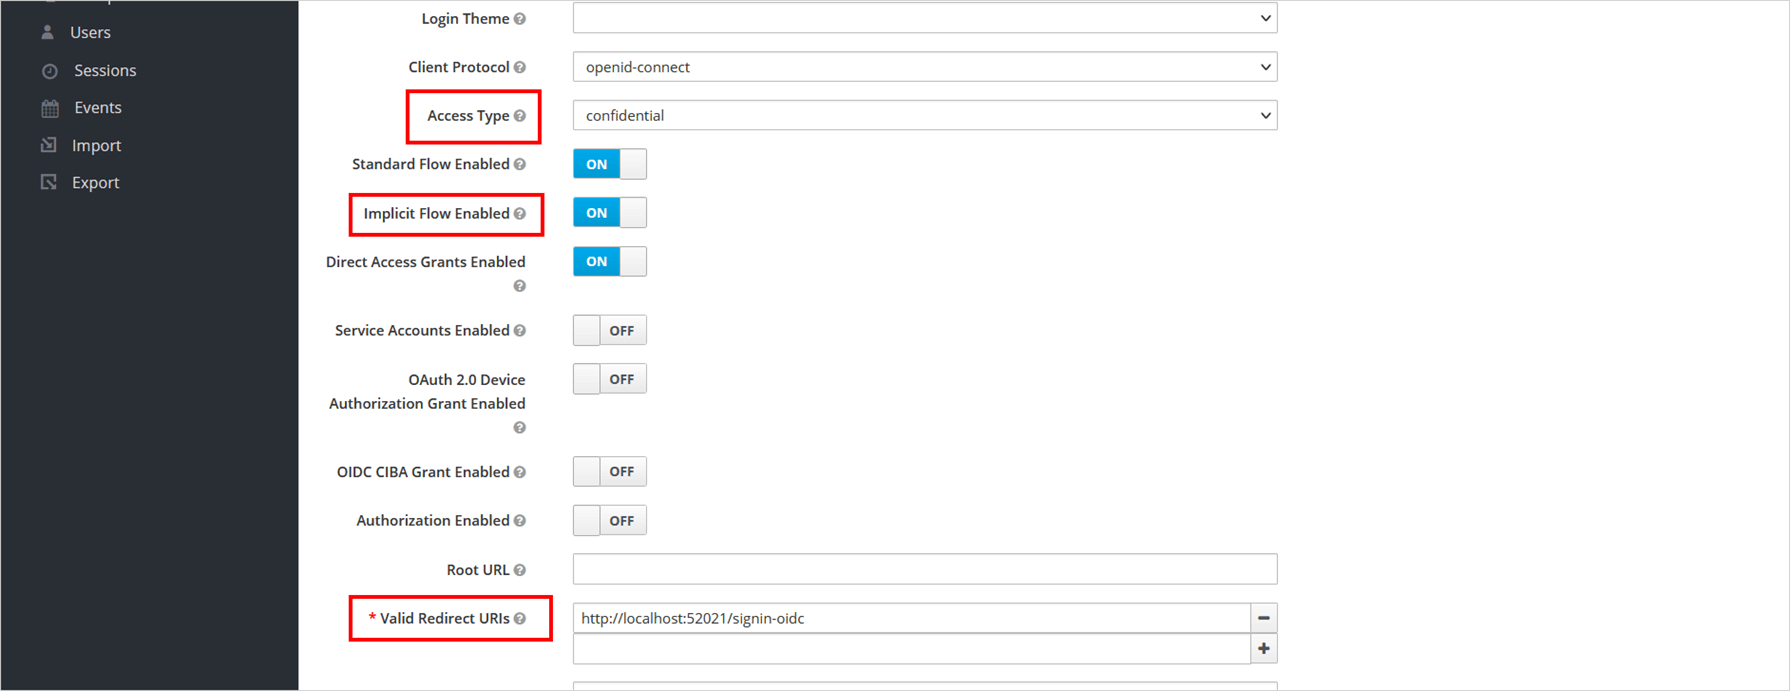 Users
Sessions
Events
Import
Export
Login Theme
Client Protocol
openid-connect
Access Type
confidential
Standard Flow Enabled
ON
Implicit Flow Enabled
ON
Direct Access Grants Enabled
ON
Service Accounts Enabled
OFF
OAuth 2.0 Device
Authorization Grant Enabled
OFF
OIDC CIBA Grant Enabled
OFF
Authorization Enabled
OFF
Root URL
* Valid Redirect URIs
http://localhost:52021/signin-oidc